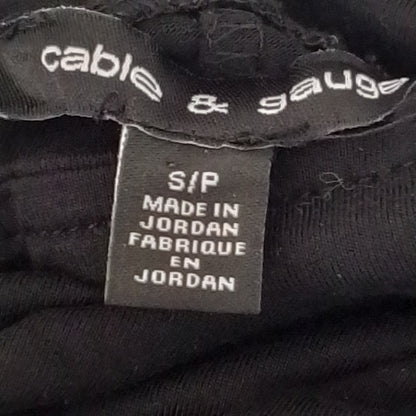 cable & gauge
S/P
MADE IN
JORDAN
FABRIQUE
EN
JORDAN